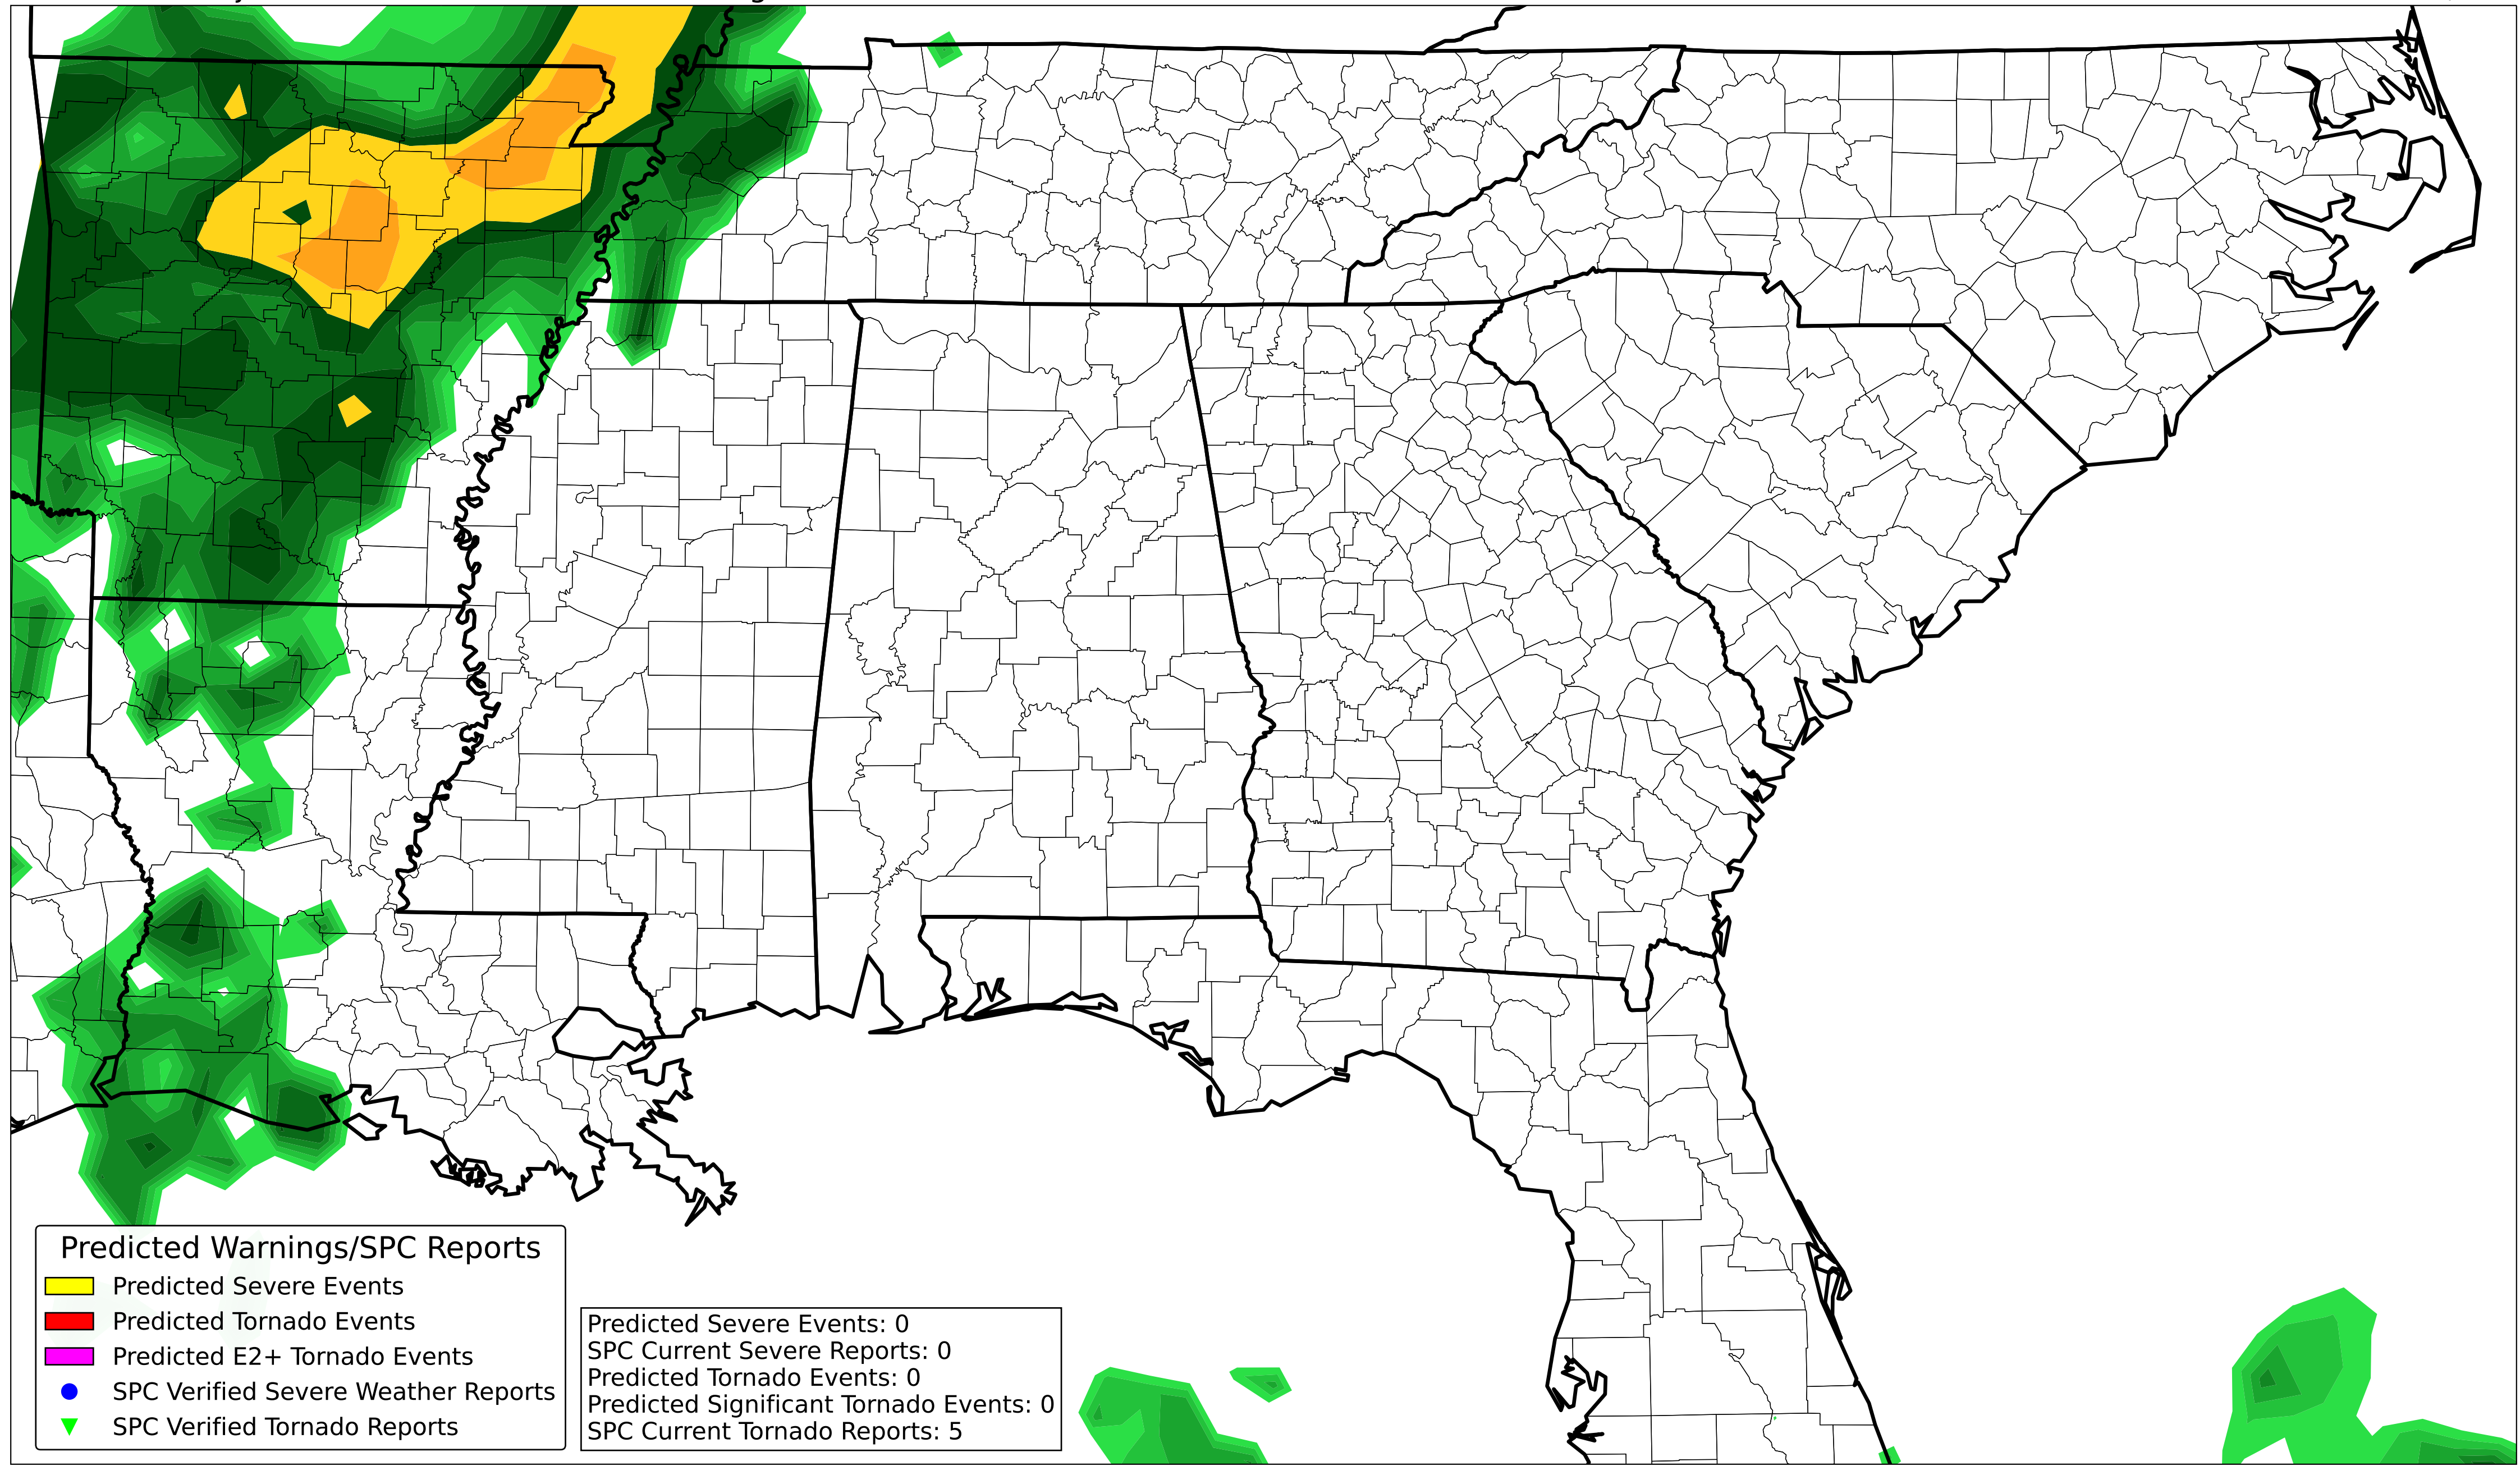 Predicted Warnings/SPC Reports
Predicted Severe Events
Predicted Tornado Events
Predicted E2+ Tornado Events
SPC Verified Severe Weather Reports
SPC Verified Tornado Reports
Predicted Severe Events: 0
SPC Current Severe Reports: 0
Predicted Tornado Events: 0
Predicted Significant Tornado Events: 0
SPC Current Tornado Reports: 5